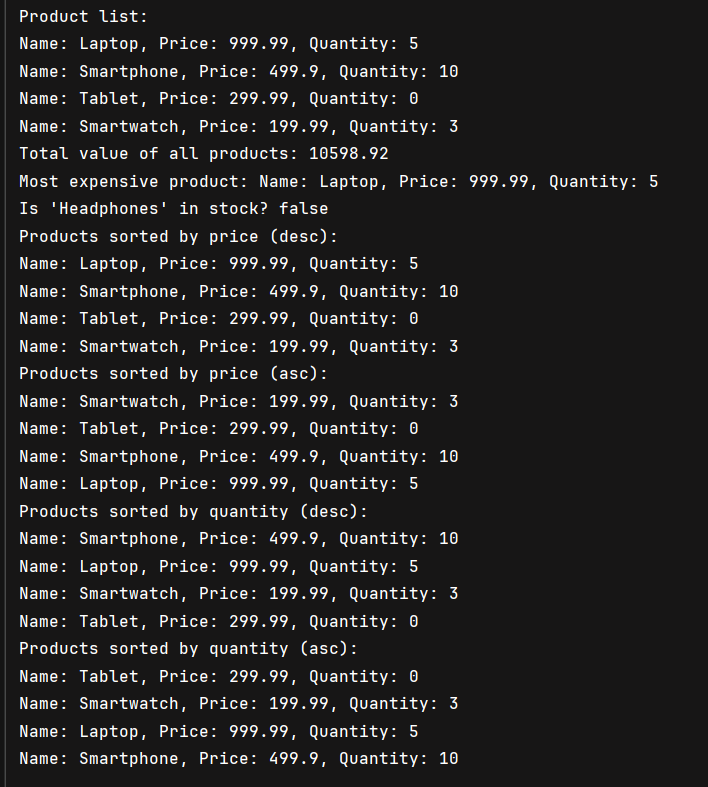 Product list:
Name: Laptop, Price: 999.99, Quantity: 5
Name: Smartphone, Price: 499.9, Quantity: 10
Name: Tablet, Price: 299.99, Quantity: 0
Name: Smartwatch, Price: 199.99, Quantity: 3
Total value of all products: 10598.92
Most expensive product: Name: Laptop, Price: 999.99, Quantity: 5
Is 'Headphones' in stock? false
Products sorted by price (desc):
Name: Laptop, Price: 999.99, Quantity: 5
Name: Smartphone, Price: 499.9, Quantity: 10
Name: Tablet, Price: 299.99, Quantity: 0
Name: Smartwatch, Price: 199.99, Quantity: 3
Products sorted by price (asc):
Name: Smartwatch, Price: 199.99, Quantity: 3
Name: Tablet, Price: 299.99, Quantity: 0
Name: Smartphone, Price: 499.9, Quantity: 10
Name: Laptop, Price: 999.99, Quantity: 5
Products sorted by quantity (desc):
Name: Smartphone, Price: 499.9, Quantity: 10
Name: Laptop, Price: 999.99, Quantity: 5
Name: Smartwatch, Price: 199.99, Quantity: 3
Name: Tablet, Price: 299.99, Quantity: 0
Products sorted by quantity (asc):
Name: Tablet, Price: 299.99, Quantity: 0
Name: Smartwatch, Price: 199.99, Quantity: 3
Name: Laptop, Price: 999.99, Quantity: 5
Name: Smartphone, Price: 499.9, Quantity: 10